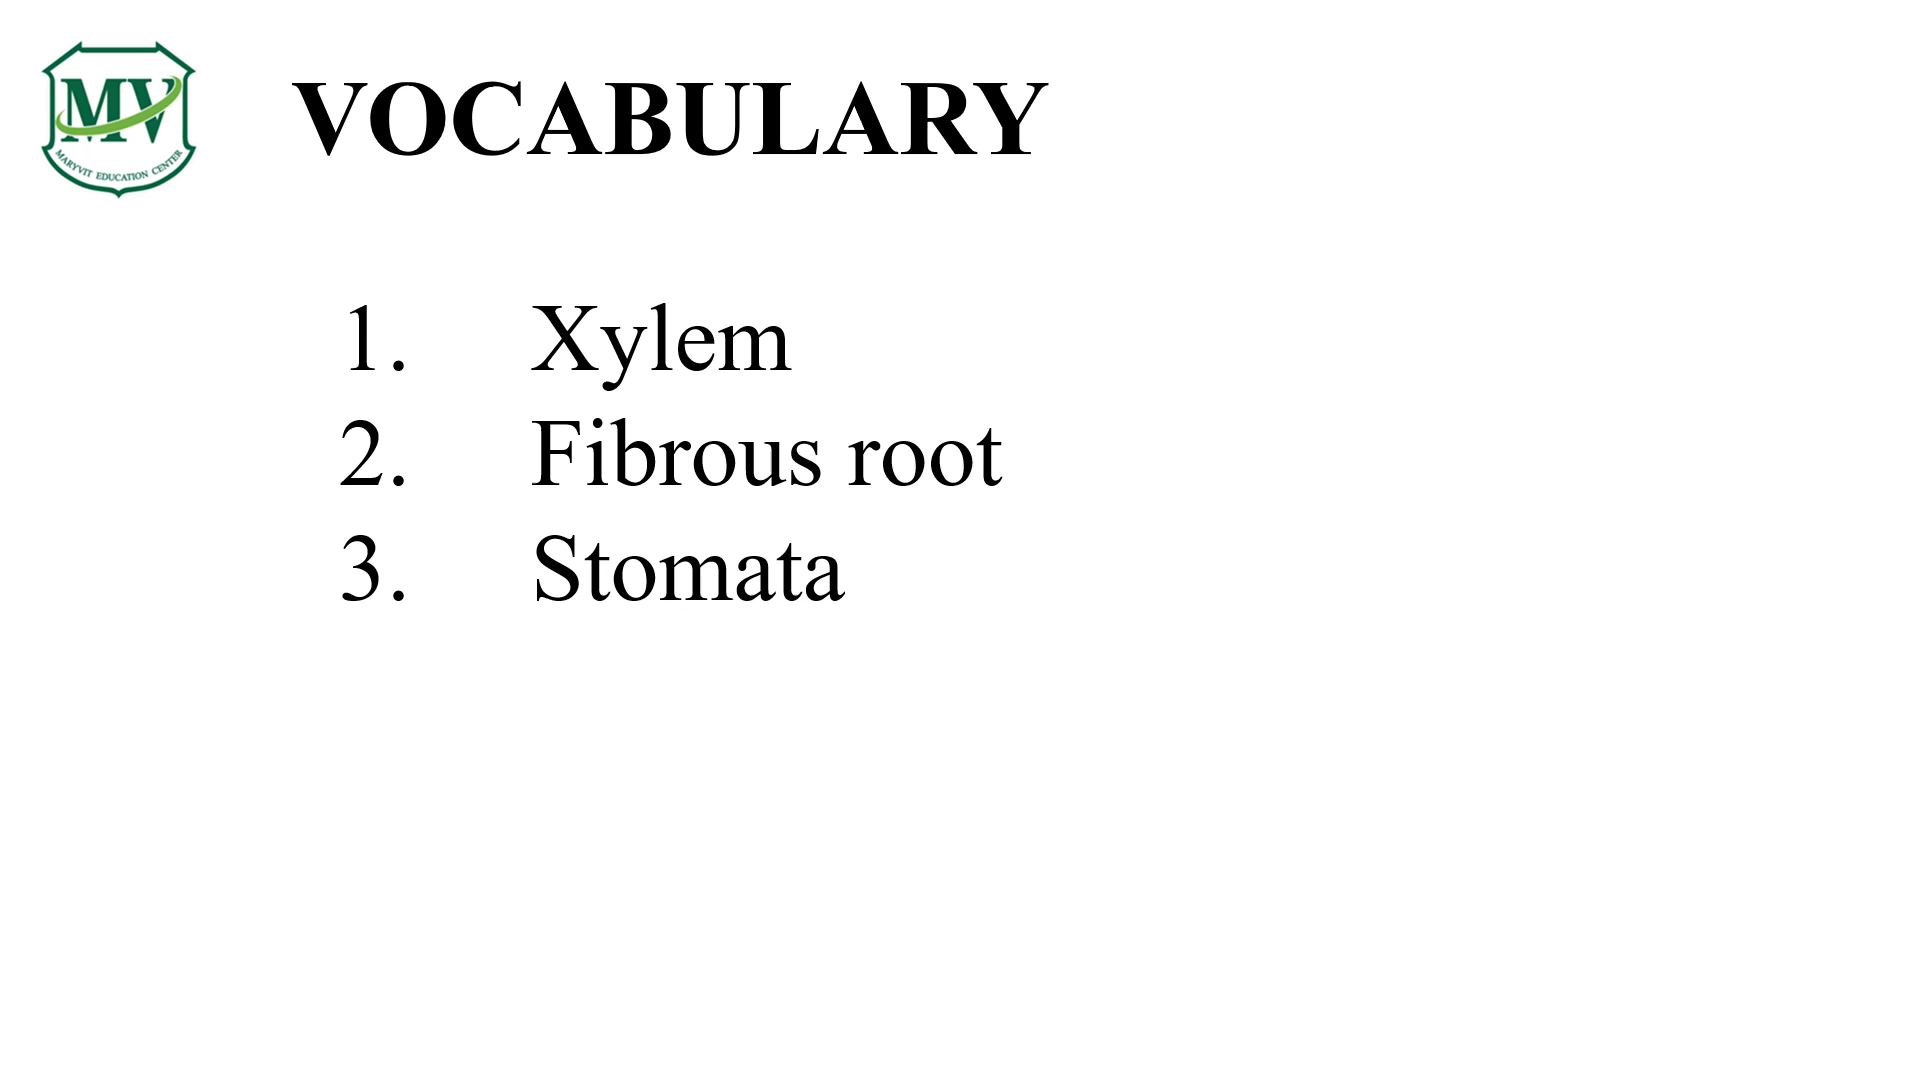 MV
MARYVIT EDUCATION CENTER
VOCABULARY
1. Xylem
2. Fibrous root
3. Stomata